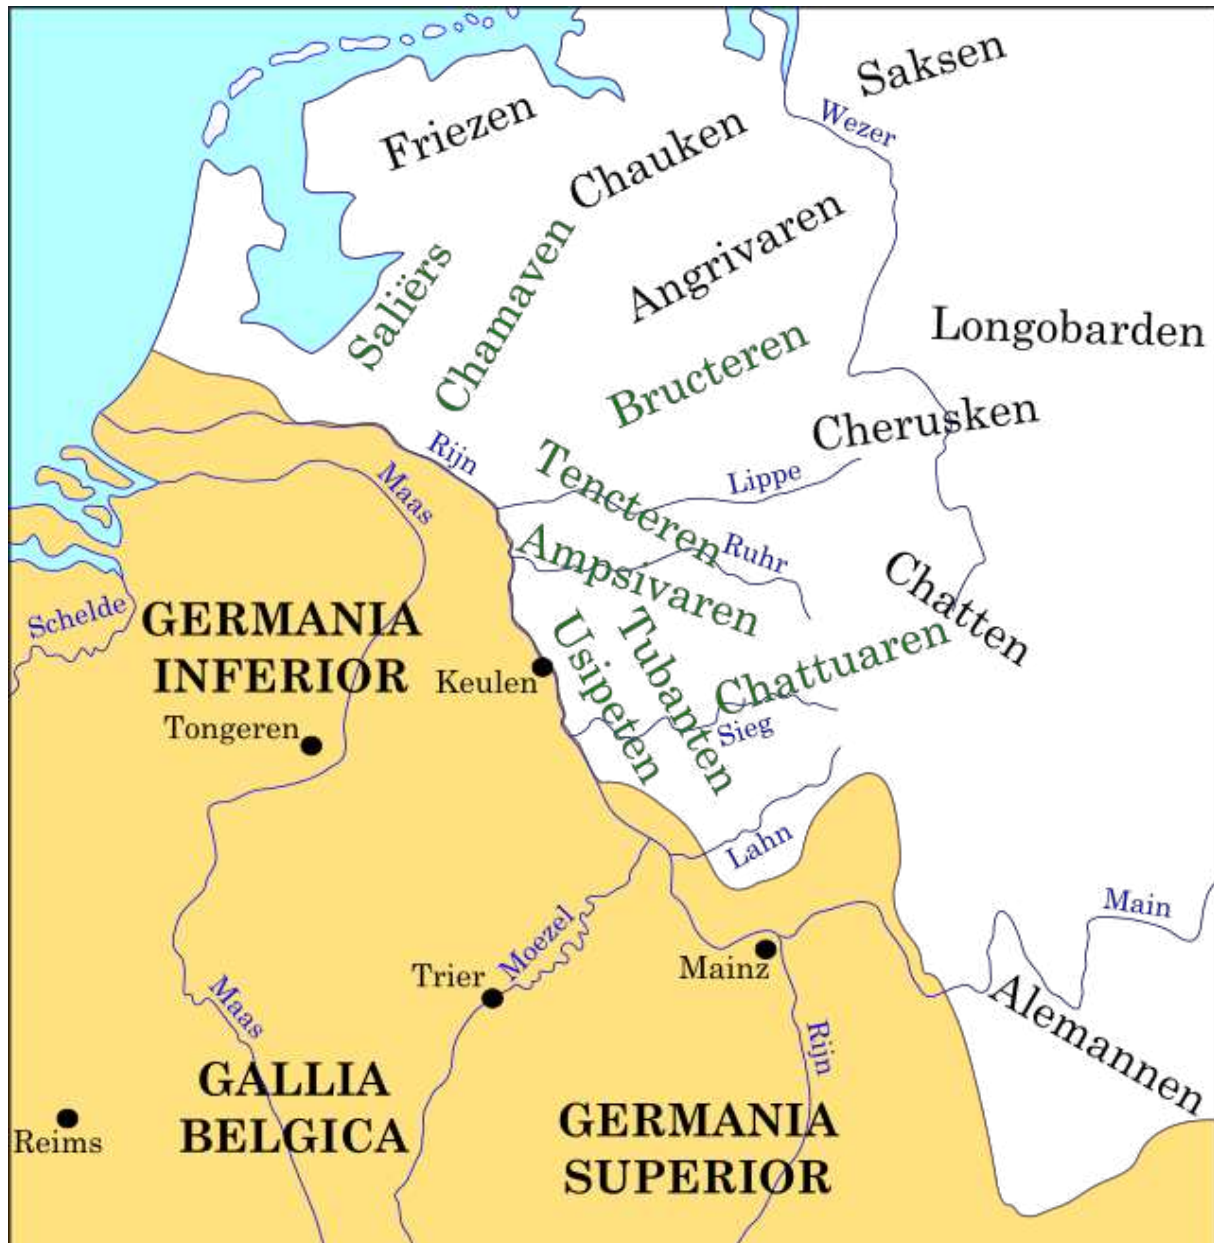 Saksen
Wezer
Friezen
Chauken
Angrivaren
Saliërs
Chamaven
Longobarden
Bructeren
Cherusken
Rijn
Maas
Tencteren
Lippe
Ruhr
Ampsivaren
Chatten
Schelde
GERMANIA
INFERIOR
Keulen
Usipeten
Tubanten
Chattuaren
Tongeren
Sieg
Lahn
Main
Moezel
Trier
Mainz
Maas
Rijn
Alemannen
GALLIA
BELGICA
GERMANIA
SUPERIOR
Reims